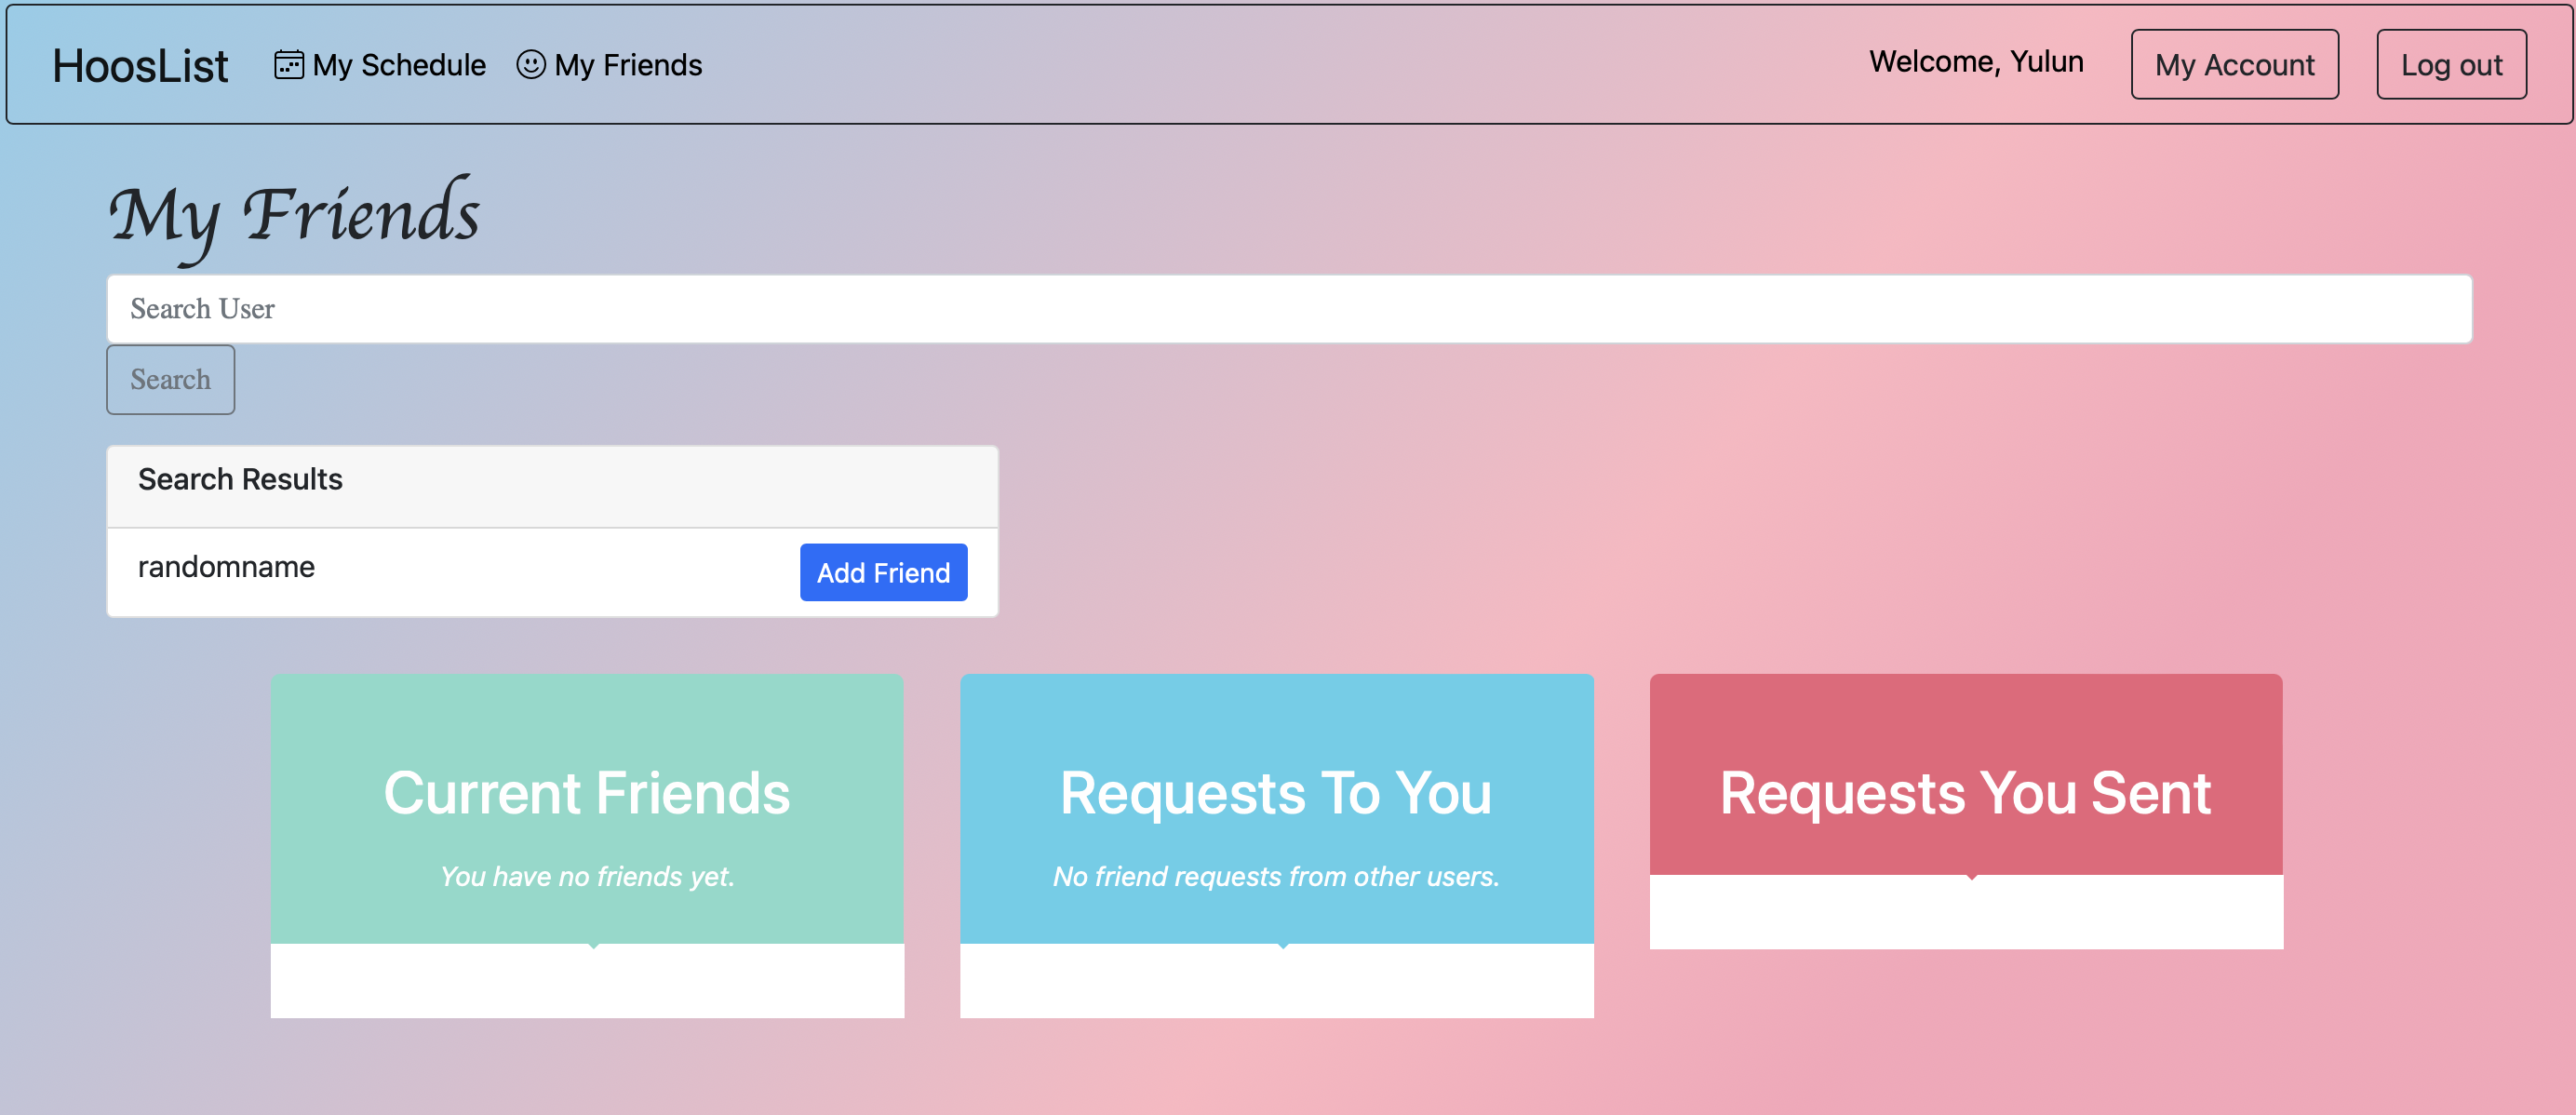 HoosList My Schedule My Friends Welcome, Yulun My Account Log out
My Friends
Search User
Search
Search Results
randomname Add Friend
Current Friends Requests To You Requests You Sent
You have no friends yet. No friend requests from other users.